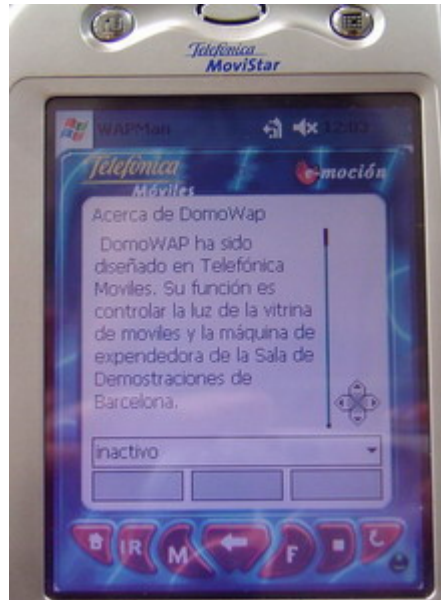 Telefónica
MoviStar
WAPMan 12:03
Telefónica
Móviles
e-moción
Acerca de DomoWap
DomoWAP ha sido
diseñado en Telefónica
Moviles. Su función es
controlar la luz de la vitrina
de moviles y la máquina de
expendedora de la Sala de
Demostraciones de
Barcelona.
inactivo
IR M F